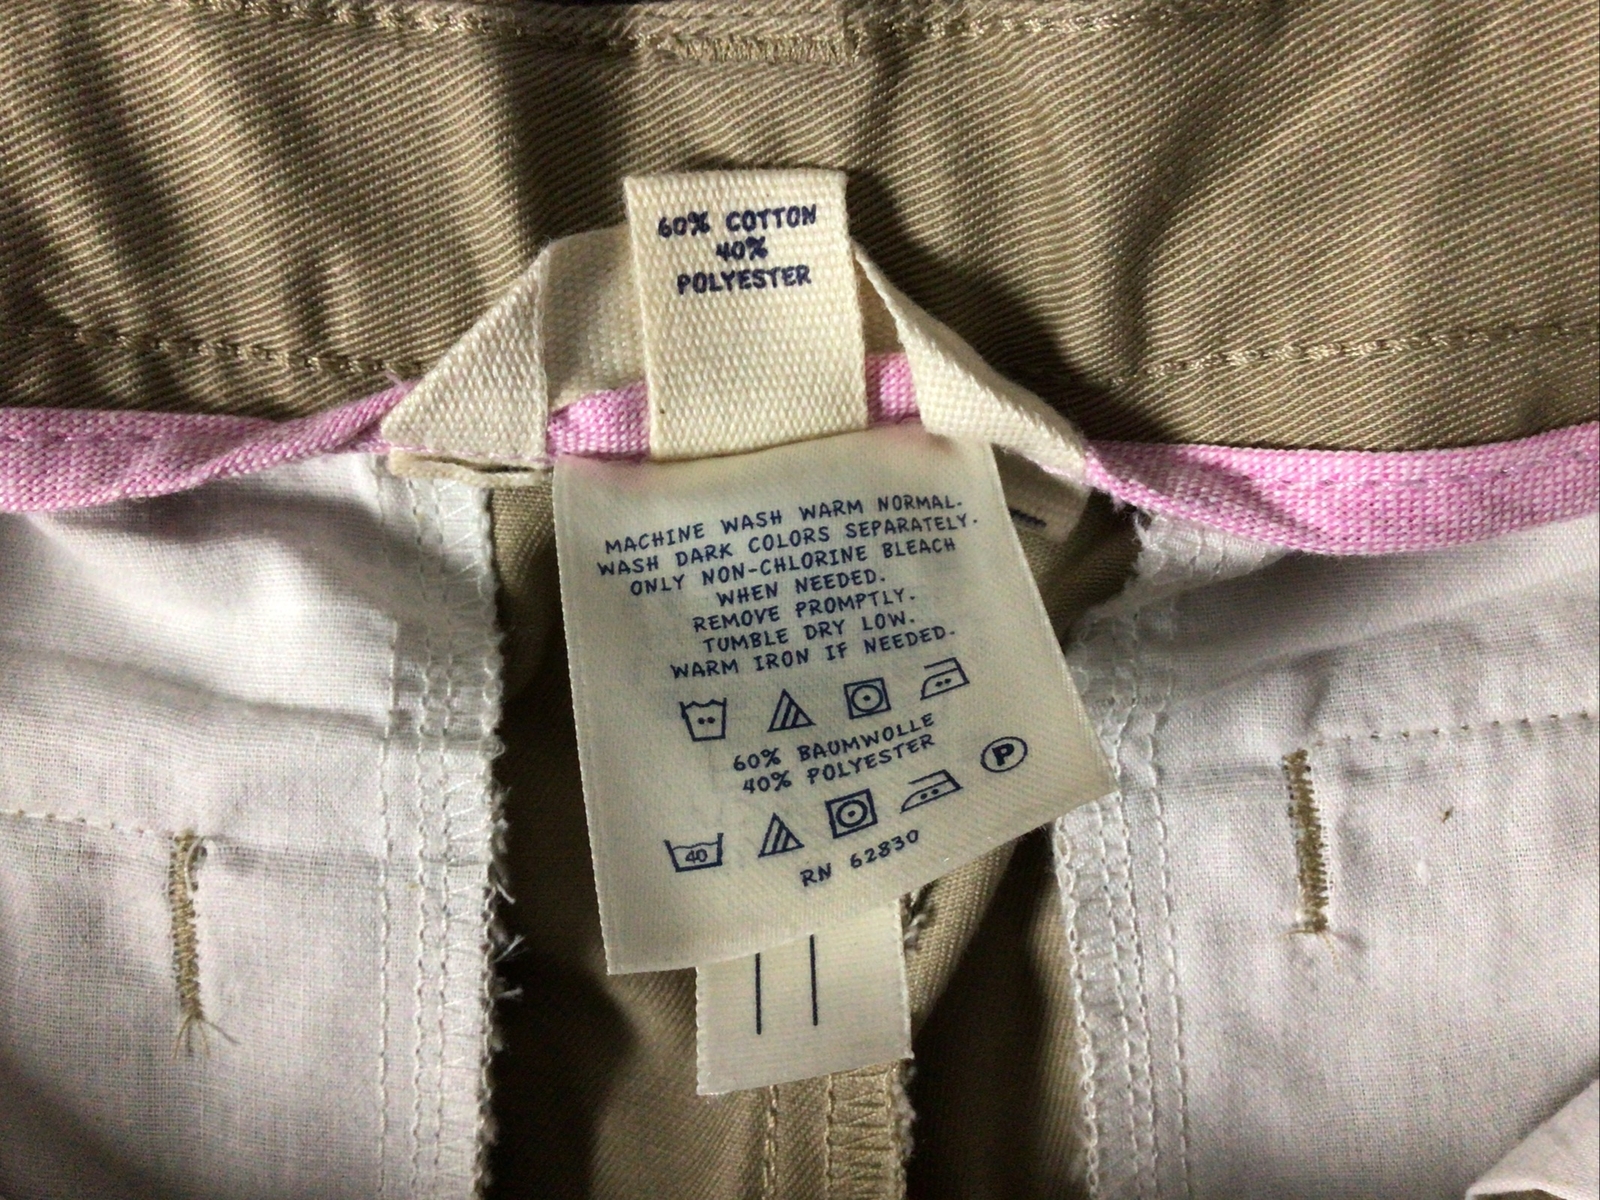 60% COTTON
40%
POLYESTER
MACHINE WASH WARM NORMAL.
WASH DARK COLORS SEPARATELY.
ONLY NON-CHLORINE BLEACH
WHEN NEEDED.
REMOVE PROMPTLY.
TUMBLE DRY LOW.
WARM IRON IF NEEDED.
60% BAUMWOLLE
40% POLYESTER
P
40
RN 62830